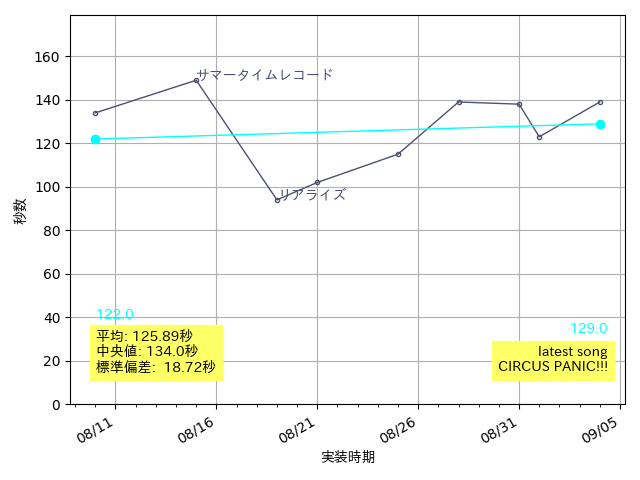 160
140
120
100
80
60
40
20
0
秒数
サマータイムレコード
リアライズ
122.0
129.0
平均: 125.89秒
中央値: 134.0秒
標準偏差:  18.72秒
latest song
CIRCUS PANIC!!!
08/11
08/16
08/21
08/26
08/31
09/05
実装時期